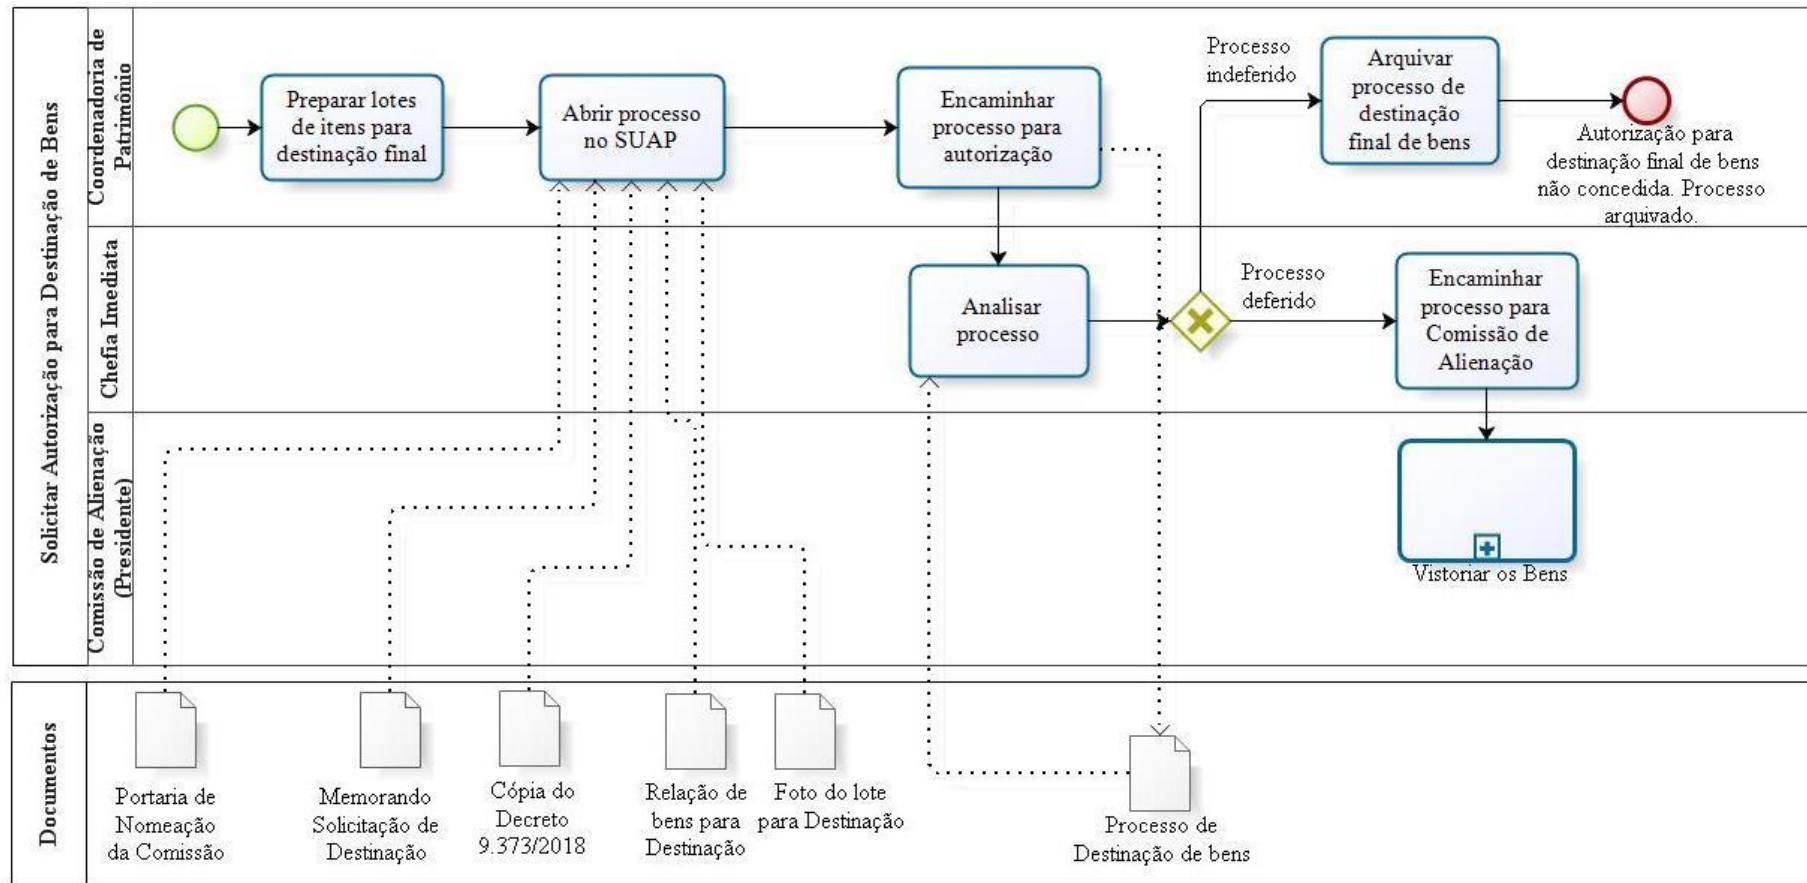 Solicitar Autorização para Destinação de Bens
Coordenadoria de
Patrimônio
Preparar lotes
de itens para
destinação final
Abrir processo
no SUAP
Encaminhar
processo para
autorização
Processo
indeferido
Arquivar
processo de
destinação
final de bens
Autorização para
destinação final de bens
não concedida. Processo
arquivado.
Chefia Imediata
Analisar
processo
Processo
deferido
Encaminhar
processo para
Comissão de
Alienação
Comissão de Alienação
(Presidente)
Vistoriar os Bens
Documentos
Portaria de
Nomeação
da Comissão
Memorando
Solicitação de
Destinação
Cópia do
Decreto
9.373/2018
Relação de
bens para
Destinação
Foto do lote
para Destinação
Processo de
Destinação de bens